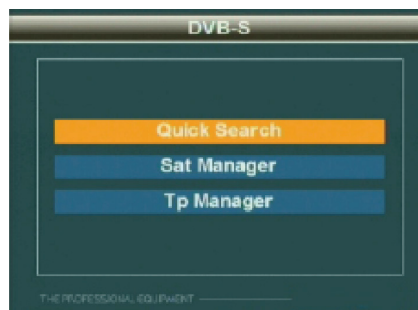 DVB-S
Quick Search
Sat Manager
Tp Manager
THE PROFESSIONAL EQUIPMENT